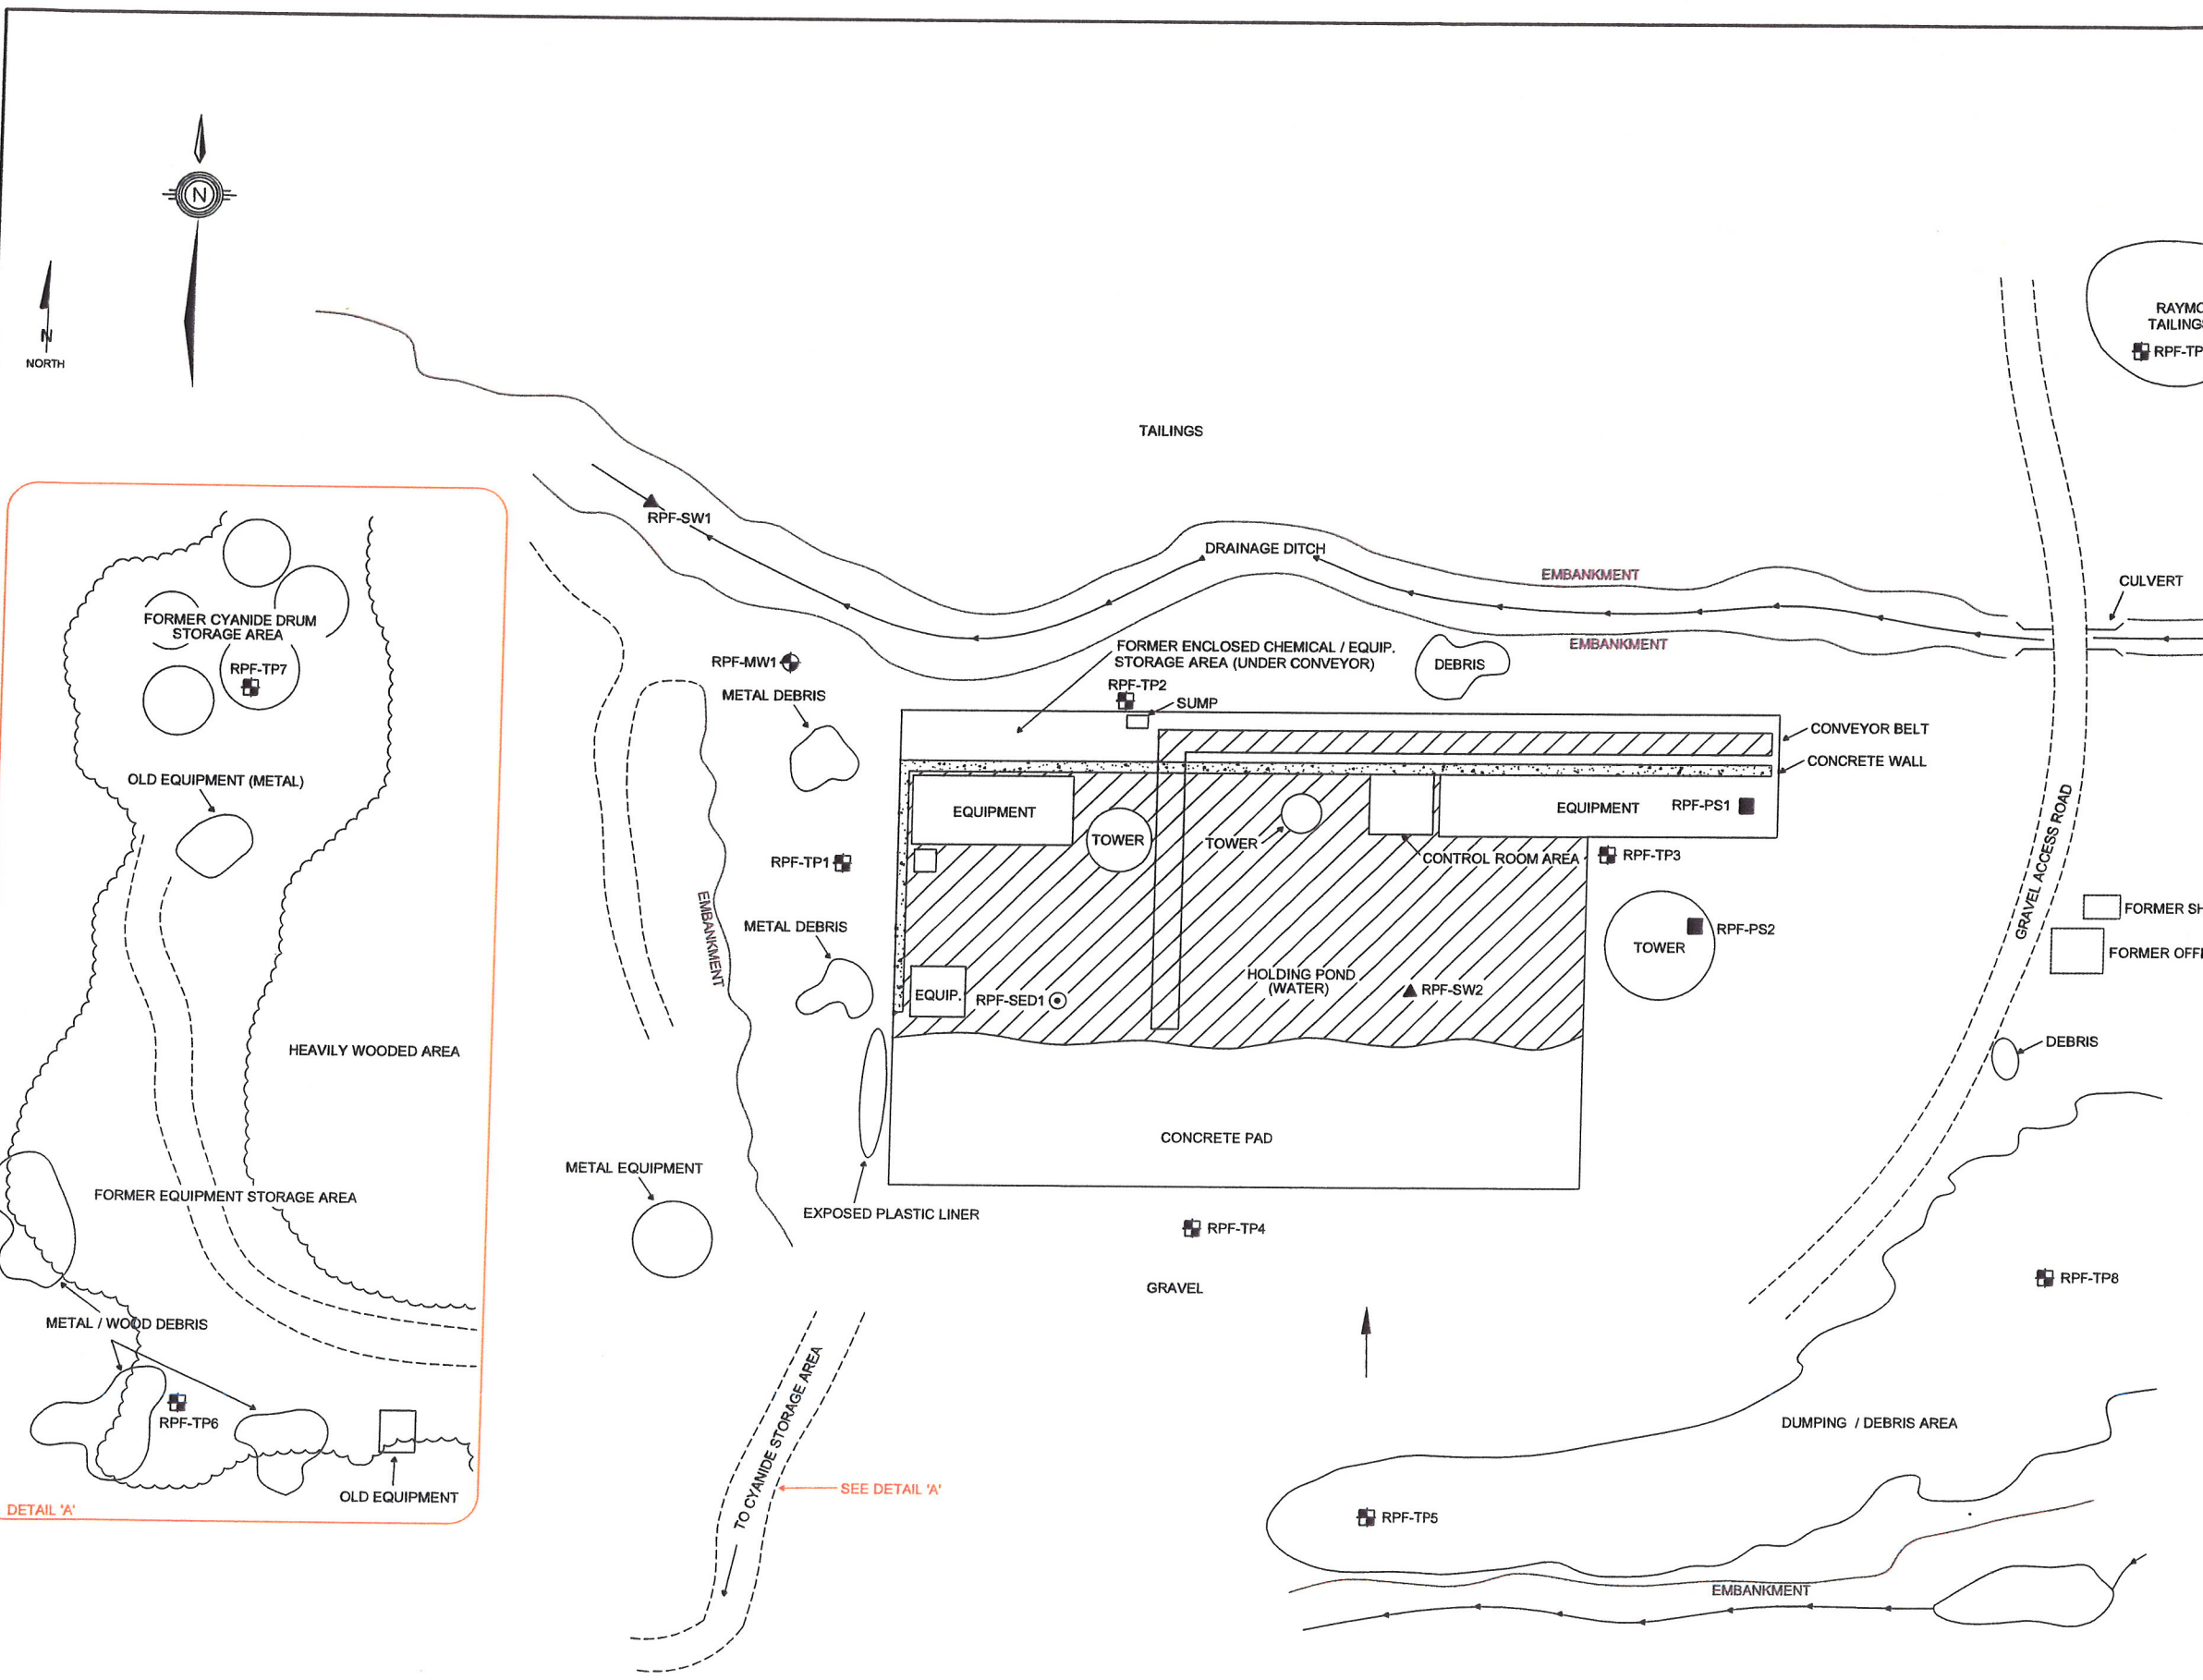 N
N
NORTH
RAYMO
TAILINGS
RPF-TP
TAILINGS
RPF-SW1
DRAINAGE DITCH
EMBANKMENT
CULVERT
EMBANKMENT
FORMER CYANIDE DRUM
STORAGE AREA
RPF-TP7
RPF-MW1
FORMER ENCLOSED CHEMICAL / EQUIP.
STORAGE AREA (UNDER CONVEYOR)
DEBRIS
METAL DEBRIS
RPF-TP2
SUMP
CONVEYOR BELT
CONCRETE WALL
OLD EQUIPMENT (METAL)
EQUIPMENT
EQUIPMENT
RPF-PS1
TOWER
TOWER
CONTROL ROOM AREA
RPF-TP3
RPF-TP1
GRAVEL ACCESS ROAD
FORMER SH
EMBANKMENT
METAL DEBRIS
RPF-PS2
TOWER
FORMER OFFI
HOLDING POND
(WATER)
EQUIP.
RPF-SED1
RPF-SW2
HEAVILY WOODED AREA
DEBRIS
CONCRETE PAD
METAL EQUIPMENT
FORMER EQUIPMENT STORAGE AREA
EXPOSED PLASTIC LINER
RPF-TP4
GRAVEL
RPF-TP8
METAL / WOOD DEBRIS
TO CYANIDE STORAGE AREA
RPF-TP6
DUMPING / DEBRIS AREA
OLD EQUIPMENT
SEE DETAIL 'A'
DETAIL 'A'
RPF-TP5
EMBANKMENT